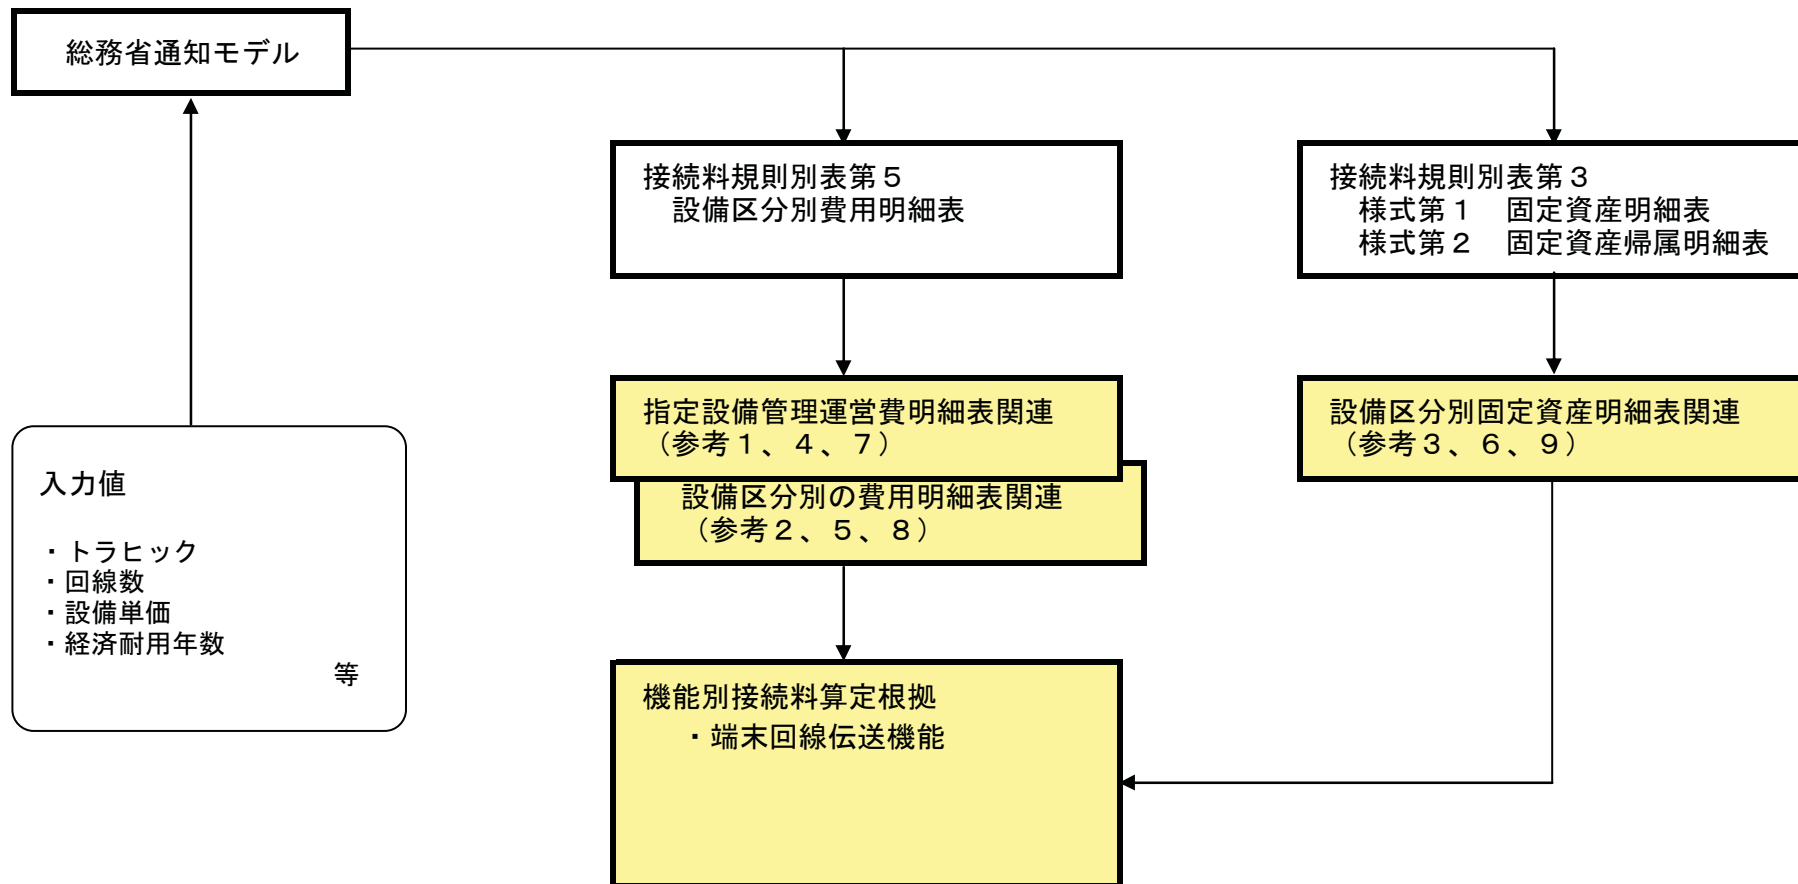 総務省通知モデル
接続料規則別表第５
設備区分別費用明細表
接続料規則別表第３
様式第１　固定資産明細表
様式第２　固定資産帰属明細表
指定設備管理運営費明細表関連
（参考１、４、７）
設備区分別の費用明細表関連
（参考２、５、８）
設備区分別固定資産明細表関連
（参考３、６、９）
入力値
・トラヒック
・回線数
・設備単価
・経済耐用年数
等
機能別接続料算定根拠
・端末回線伝送機能